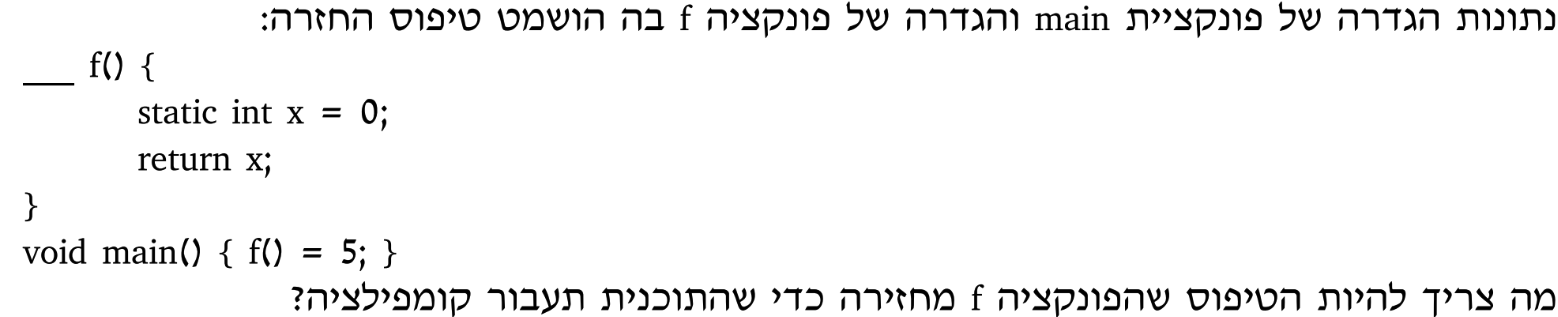 נתונות הגדרה של פונקציית main והגדרה של פונקציה f בה הושמט טיפוס החזרה:
___ f() {
static int x = 0;
return x;
}
void main() { f() = 5; }
מה צריך להיות הטיפוס שהפונקציה f מחזירה כדי שהתוכנית תעבור קומפילציה?